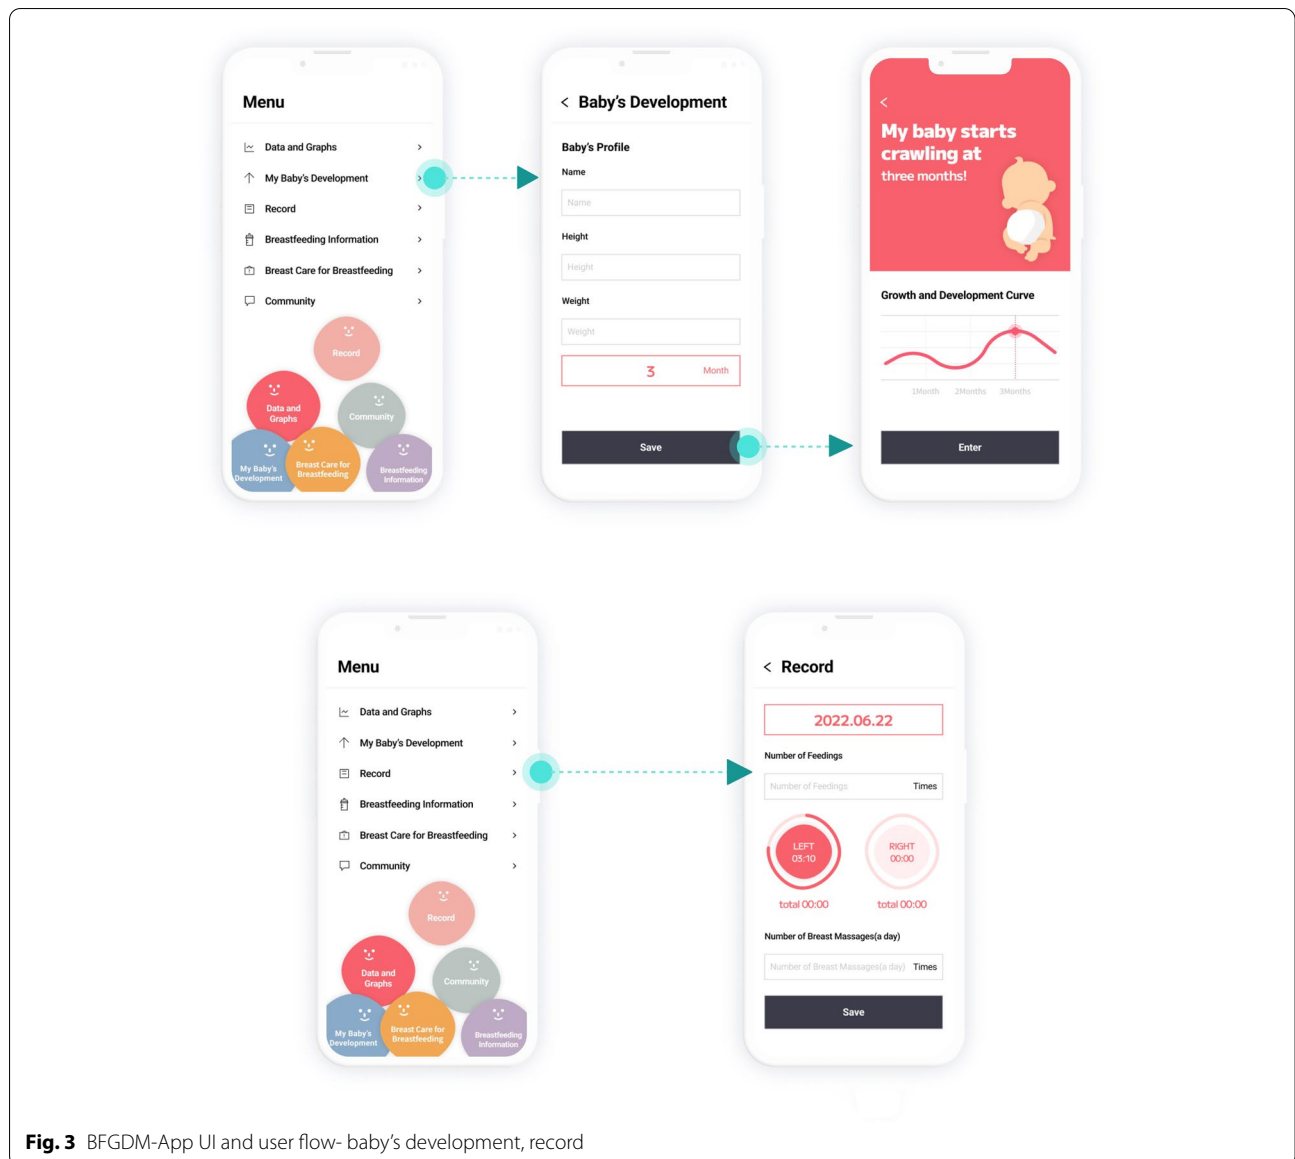 Menu
Data and Graphs
My Baby's Development
Record
Breastfeeding Information
Breast Care for Breastfeeding
Community
Record
Data and
Graphs
Community
My Baby's
Development
Breast Care for
Breastfeeding
Breastfeeding
Information
< Baby's Development
Baby's Profile
Name
Name
Height
Height
Weight
Weight
3 Month
Save
<
My baby starts
crawling at
three months!
Growth and Development Curve
1Month 2Months 3Months
Enter
Menu
Data and Graphs
My Baby's Development
Record
Breastfeeding Information
Breast Care for Breastfeeding
Community
Record
Data and
Graphs
Community
My Baby's
Development
Breast Care for
Breastfeeding
Breastfeeding
Information
< Record
2022.06.22
Number of Feedings
Number of Feedings Times
LEFT
03:10
RIGHT
00:00
total 00:00 total 00:00
Number of Breast Massages(a day)
Number of Breast Massages(a day) Times
Save
Fig. 3 BFGDM-App UI and user flow- baby's development, record